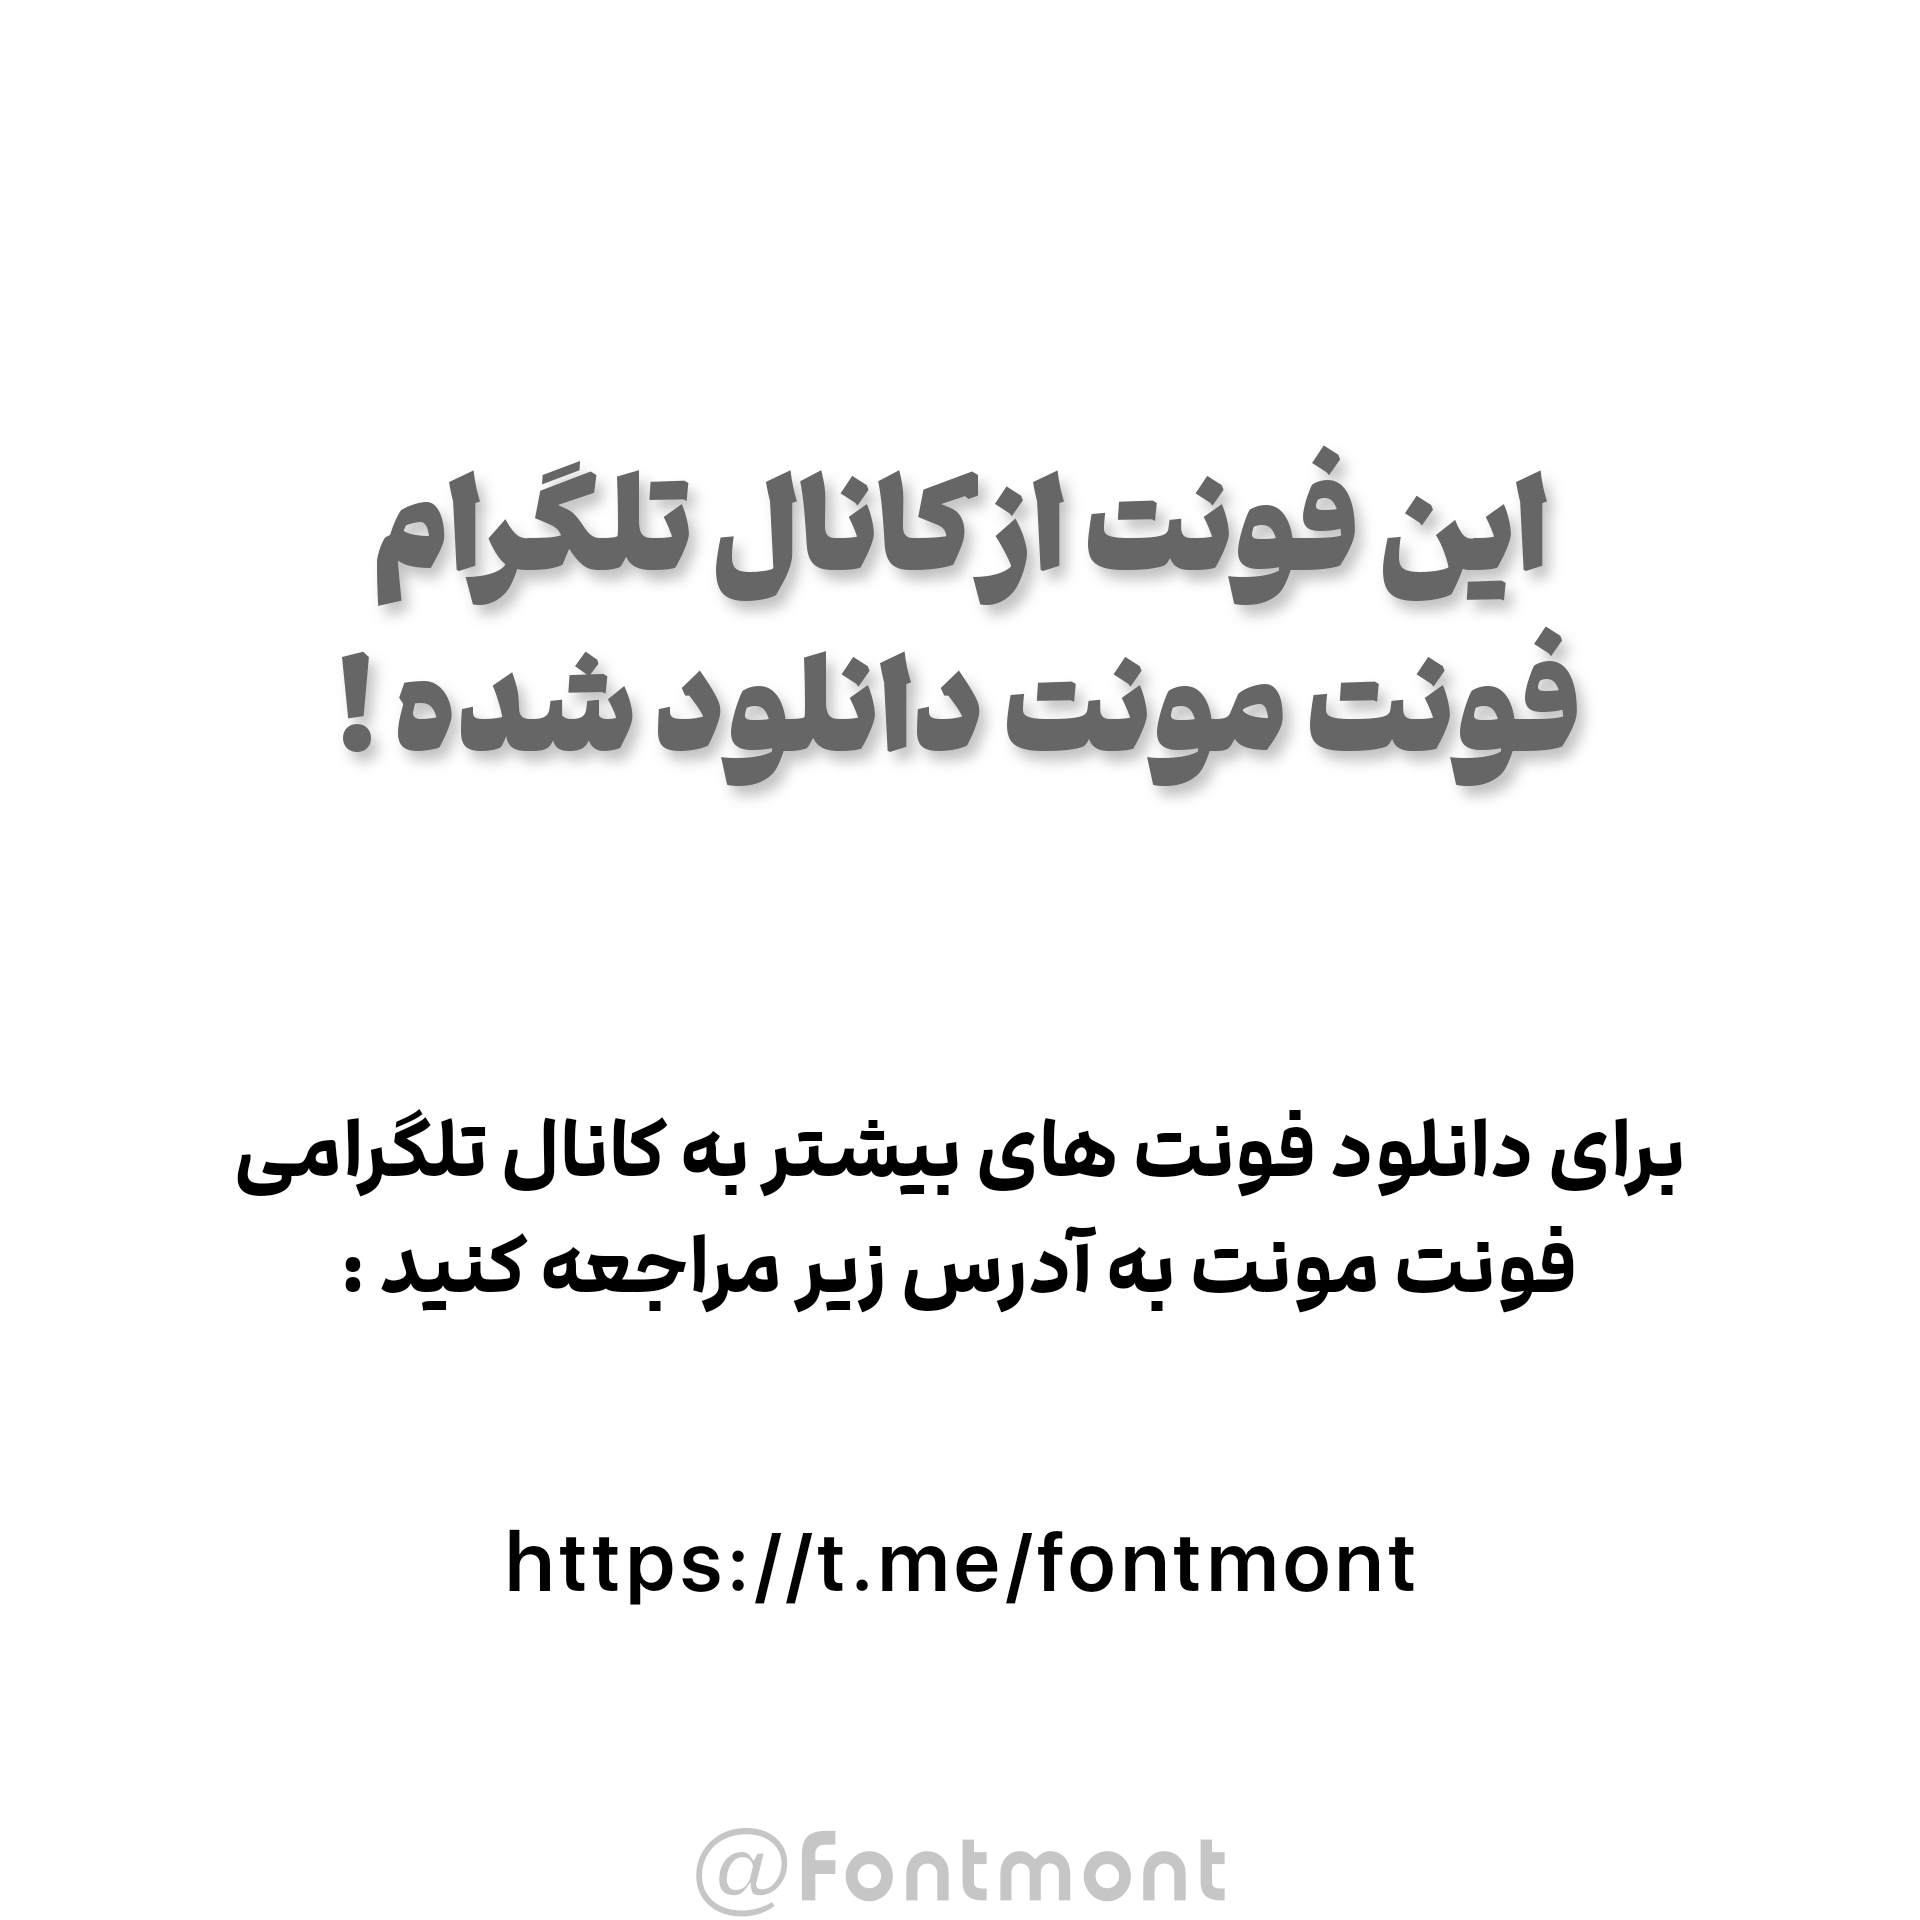 این فونت ازکانال تلگرام
فونت مونت دانلود شده!
برای دانلود فونت های بیشتر به کانال تلگرامی
فونت مونت به آدرس زیر مراجعه کنید :
https://t.me/fontmont
@Fontmont